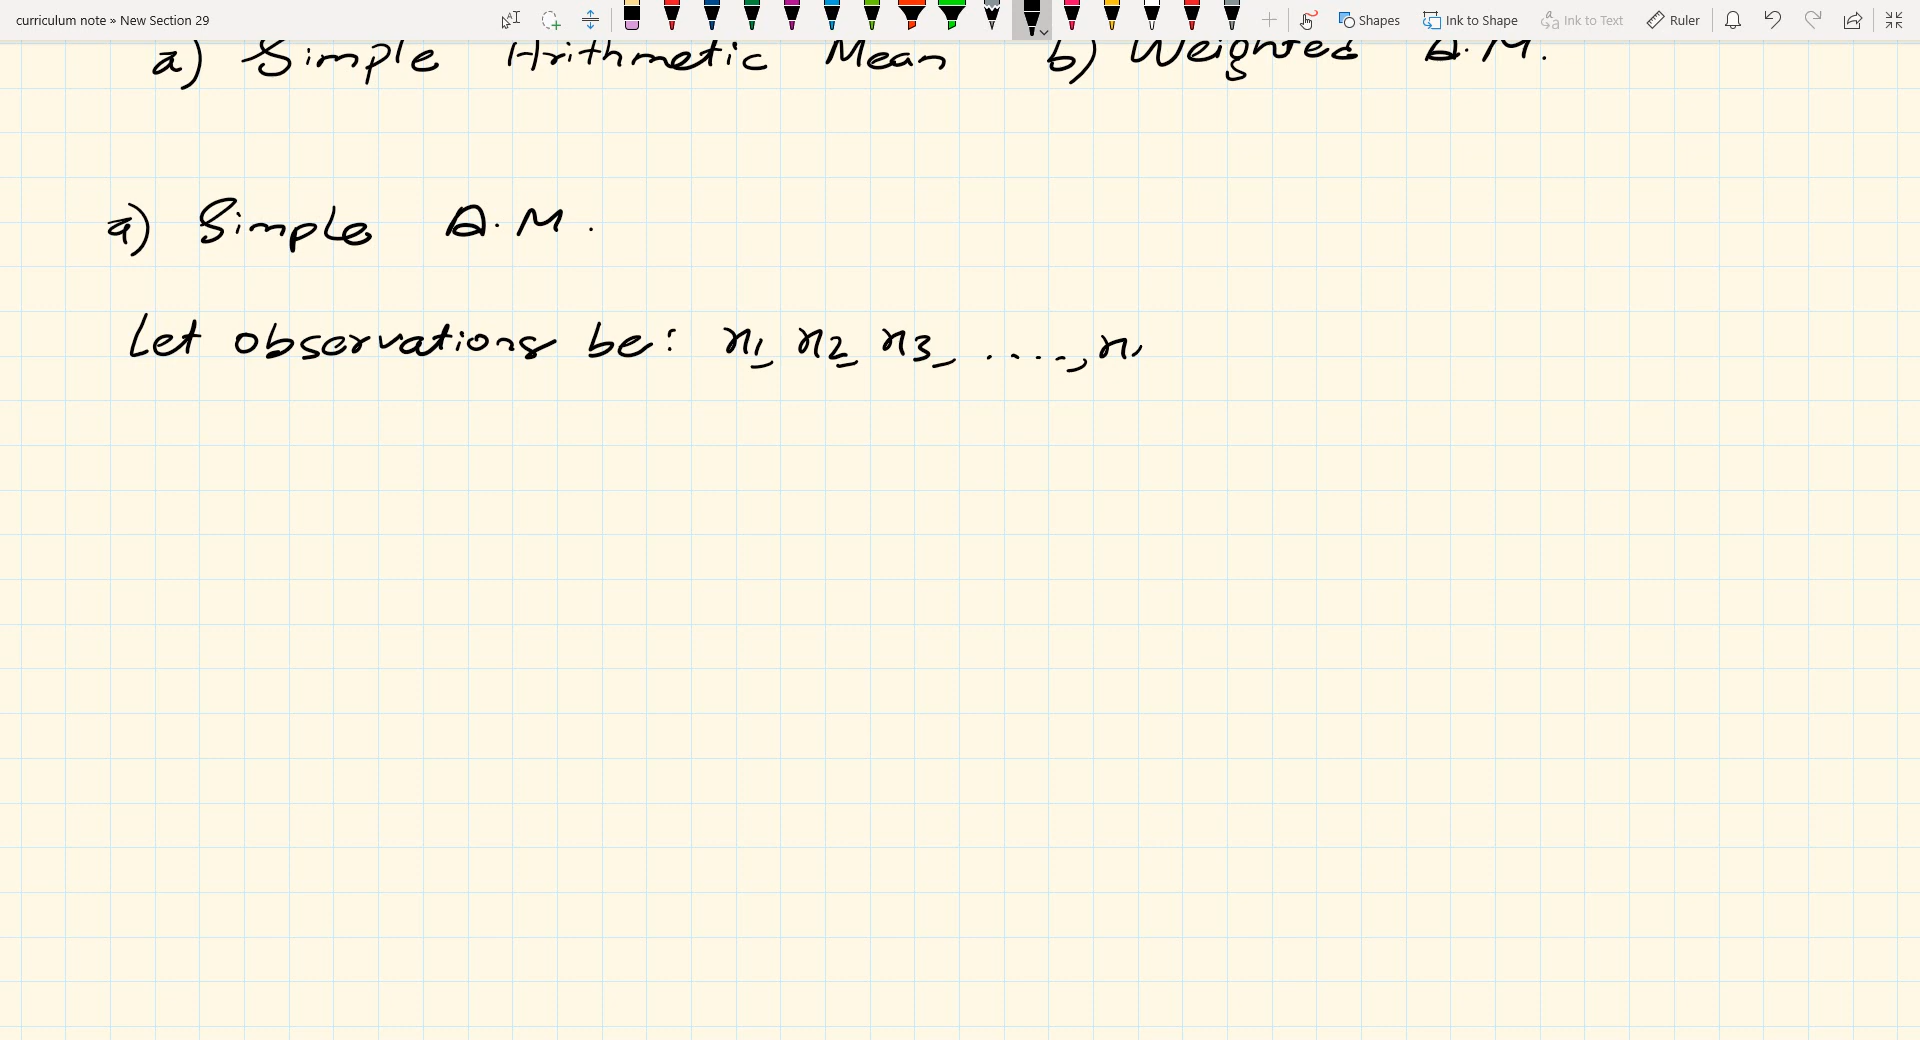 curriculum note » New Section 29 Shapes Ink to Shape Ink to Text Ruler
a) Simple Arithmetic Mean b) Weighted A.M.
a) Simple A.M.
Let observations be: x1, x2, x3, ....., x